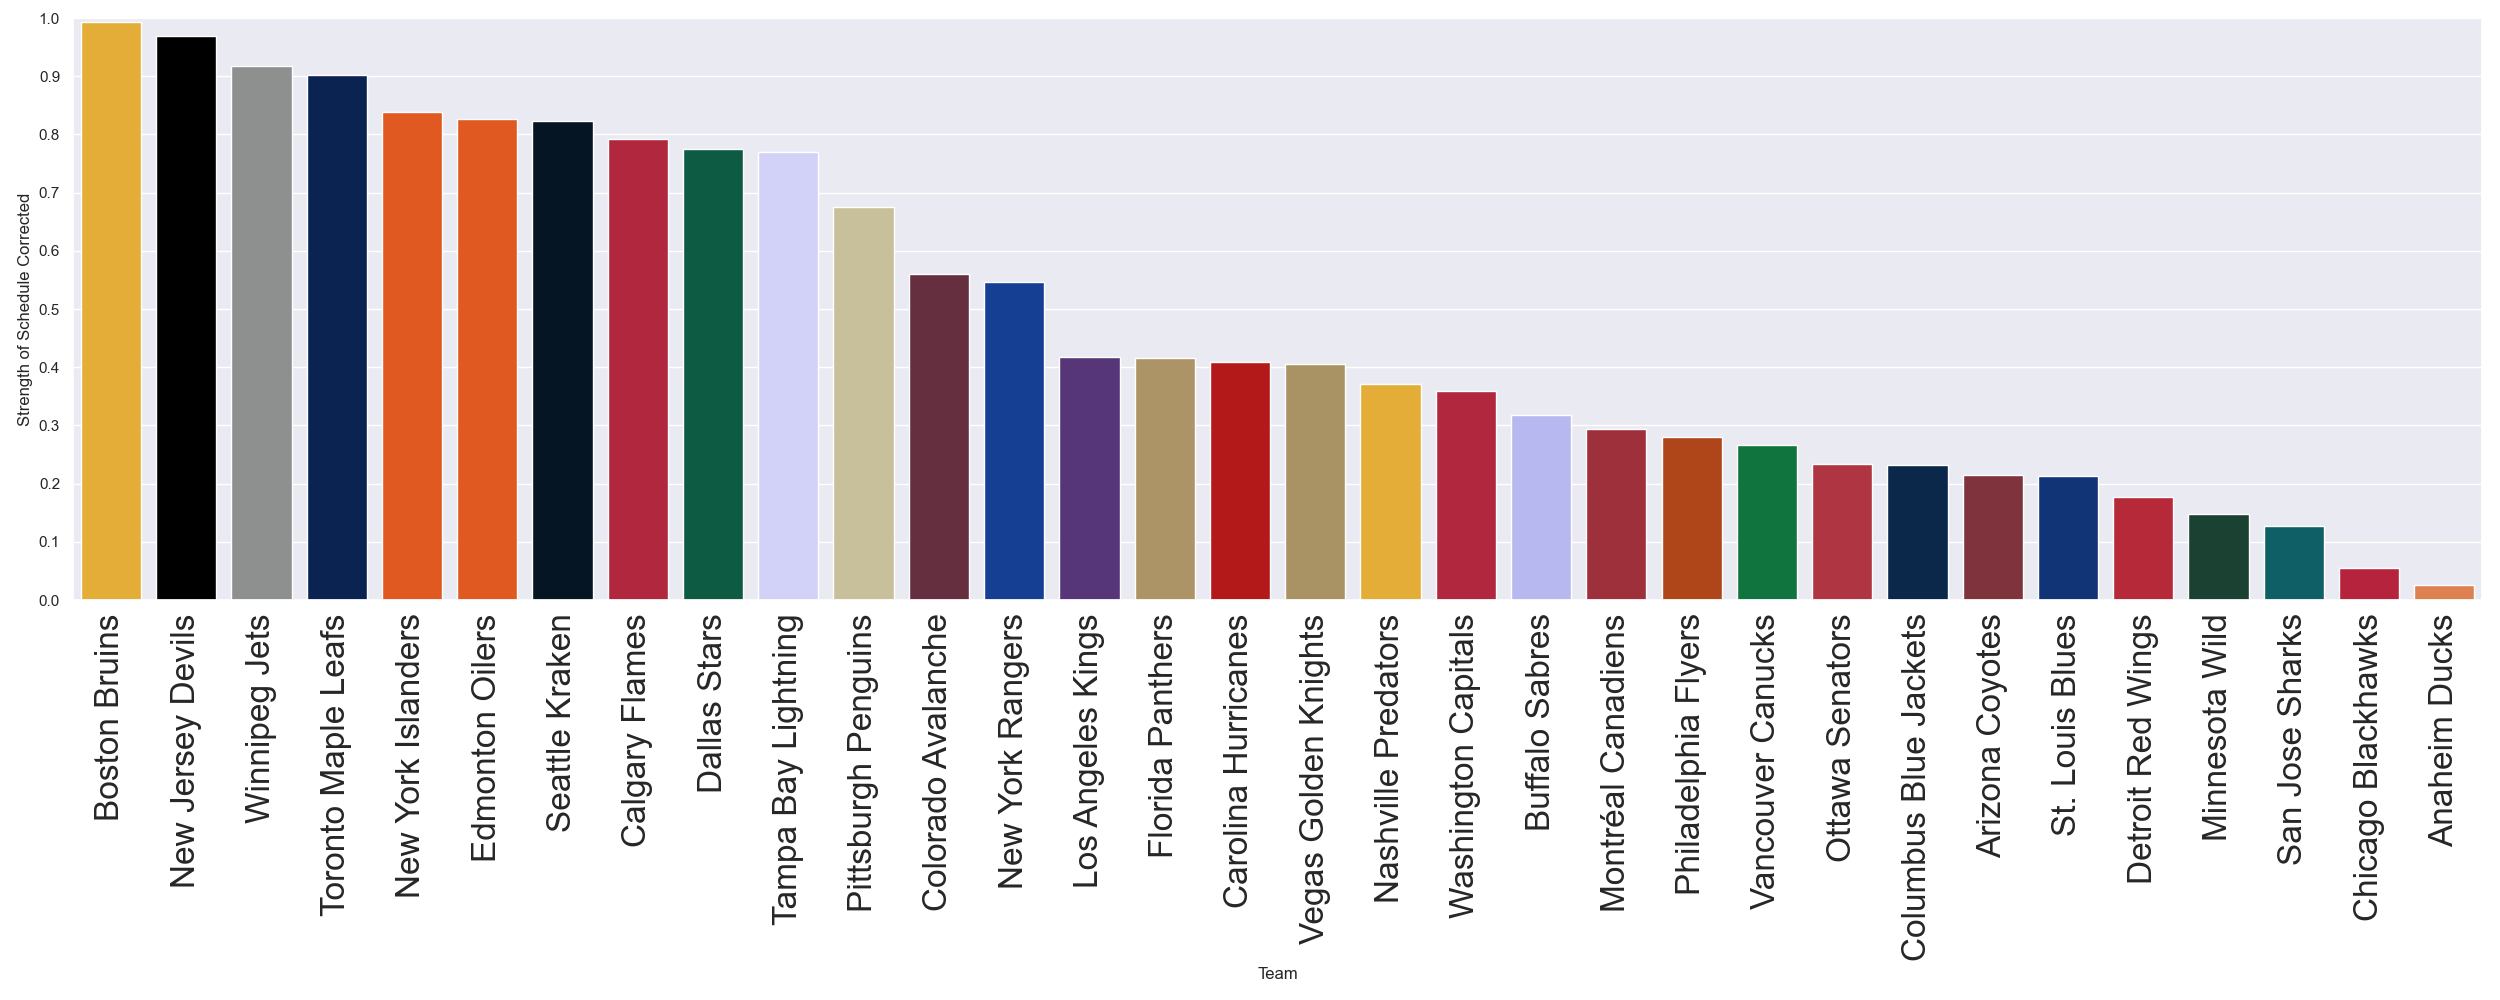 1.0
0.9
0.8
0.7
0.6
0.5
0.4
0.3
0.2
0.1
0.0
Strength of Schedule Corrected
Boston Bruins
New Jersey Devils
Winnipeg Jets
Toronto Maple Leafs
New York Islanders
Edmonton Oilers
Seattle Kraken
Calgary Flames
Dallas Stars
Tampa Bay Lightning
Pittsburgh Penguins
Colorado Avalanche
New York Rangers
Los Angeles Kings
Florida Panthers
Carolina Hurricanes
Vegas Golden Knights
Nashville Predators
Washington Capitals
Buffalo Sabres
Montréal Canadiens
Philadelphia Flyers
Vancouver Canucks
Ottawa Senators
Columbus Blue Jackets
Arizona Coyotes
St. Louis Blues
Detroit Red Wings
Minnesota Wild
San Jose Sharks
Chicago Blackhawks
Anaheim Ducks
Team